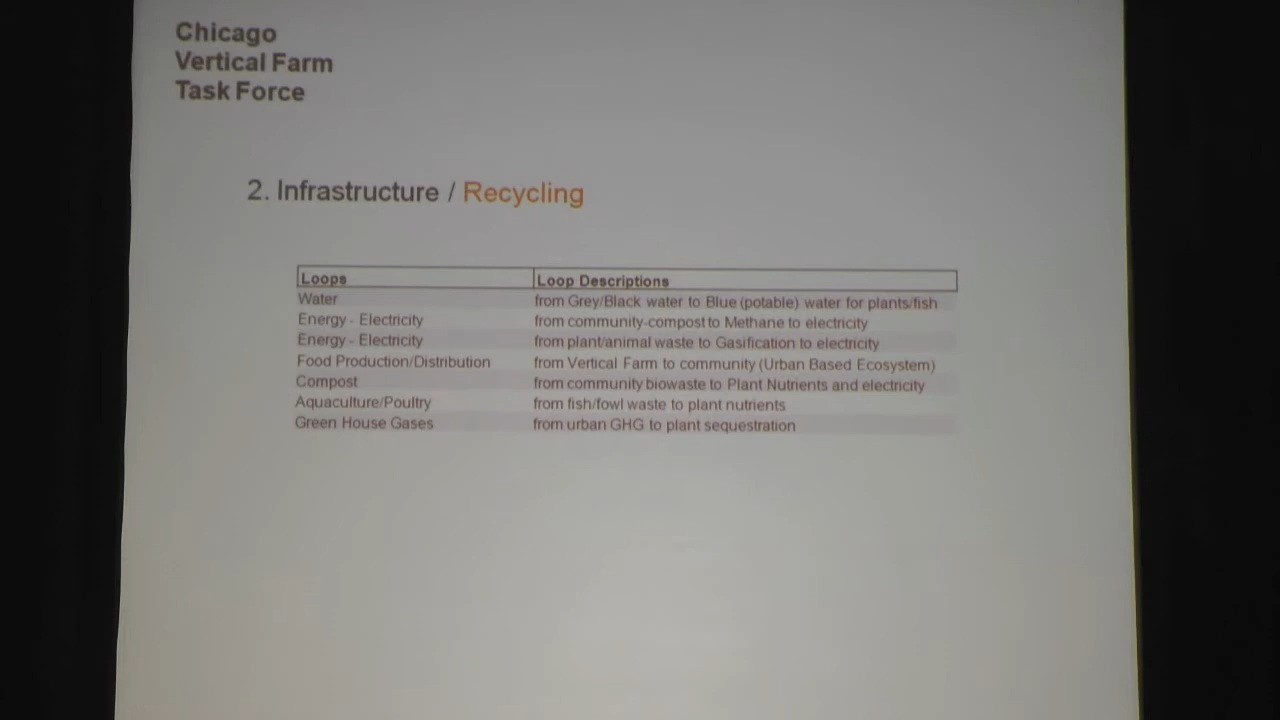 Chicago
Vertical Farm
Task Force
2. Infrastructure / Recycling
Loops Loop Descriptions
Water from Grey/Black water to Blue (potable) water for plants/fish
Energy - Electricity from community-compost to Methane to electricity
Energy - Electricity from plant/animal waste to Gasification to electricity
Food Production/Distribution from Vertical Farm to community (Urban Based Ecosystem)
Compost from community biowaste to Plant Nutrients and electricity
Aquaculture/Poultry from fish/fowl waste to plant nutrients
Green House Gases from urban GHG to plant sequestration